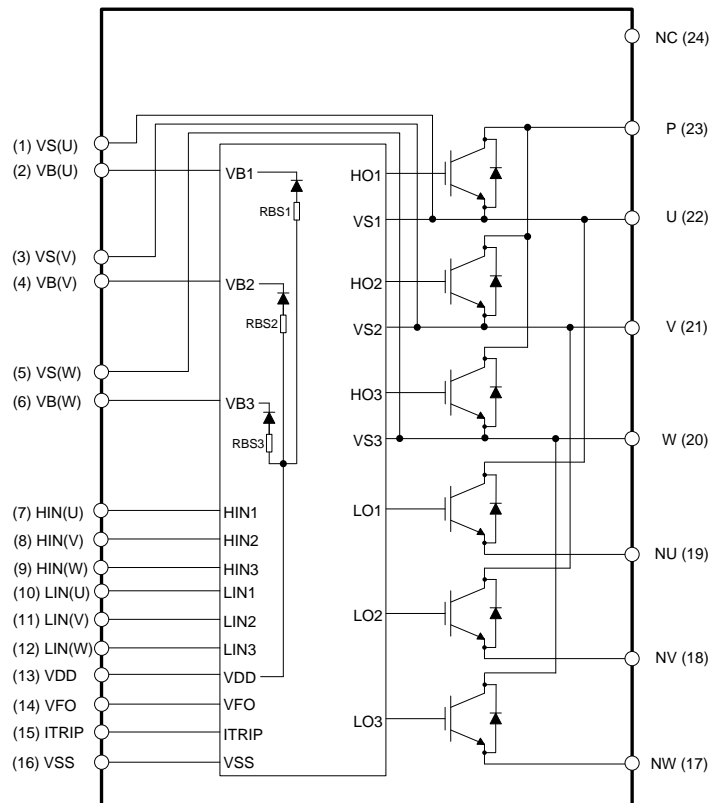 NC (24)
P (23)
U (22)
V (21)
W (20)
NU (19)
NV (18)
NW (17)
(1) VS(U)
(2) VB(U)
(3) VS(V)
(4) VB(V)
(5) VS(W)
(6) VB(W)
(7) HIN(U)
(8) HIN(V)
(9) HIN(W)
(10) LIN(U)
(11) LIN(V)
(12) LIN(W)
(13) VDD
(14) VFO
(15) ITRIP
(16) VSS
VB1
RBS1
VB2
RBS2
VB3
RBS3
HIN1
HIN2
HIN3
LIN1
LIN2
LIN3
VDD
VFO
ITRIP
VSS
HO1
VS1
HO2
VS2
HO3
VS3
LO1
LO2
LO3